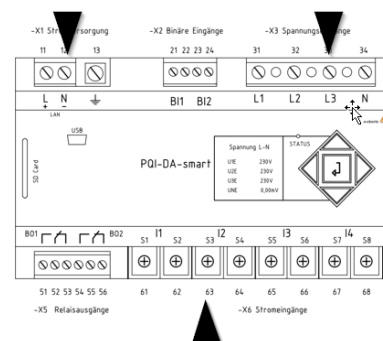 -X1 Str
-X2 Binäre Eingänge
-X3 Spannungs
11 12 13
21 22 23 24
31 32 33 34
L N
+ -
BI1 BI2
L1 L2 L3 N
LAN
USB
SD Card
PQI-DA-smart
Spannung L-N
U1E 230V
U2E 230V
U3E 230V
UNE 0,00mV
STATUS
BO1 BO2
I1 I2 I3 I4
S1 S2 S3 S4 S5 S6 S7 S8
51 52 53 54 55 56
61 62 63 64 65 66 67 68
-X5 Relaisausgänge
-X6 Stromeingänge